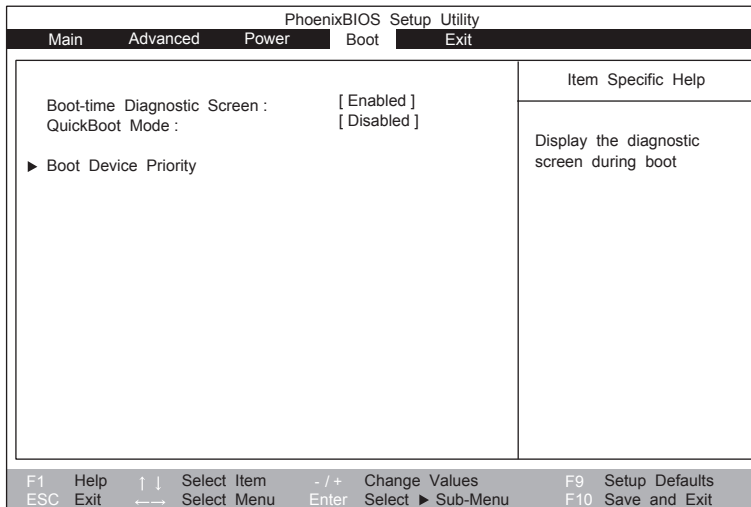 PhoenixBIOS Setup Utility
Main Advanced Power Boot Exit
Boot-time Diagnostic Screen : [ Enabled ]
QuickBoot Mode : [ Disabled ]
▶ Boot Device Priority
Item Specific Help
Display the diagnostic
screen during boot
F1 Help ↑ ↓ Select Item - / + Change Values F9 Setup Defaults
ESC Exit ←→ Select Menu Enter Select ▶ Sub-Menu F10 Save and Exit